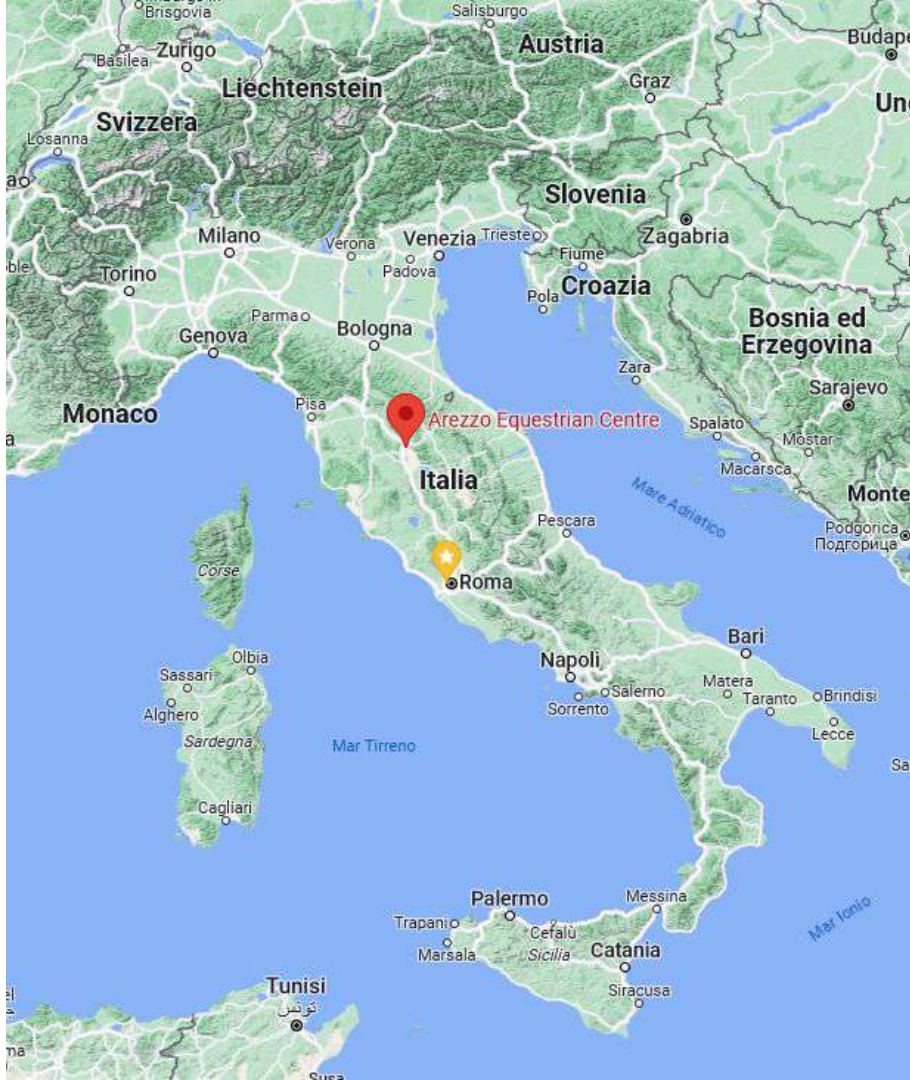 Brisgovia
Salisburgo
Austria
Budape
Basilea
Zurigo
Liechtenstein
Graz
Un
Svizzera
Losanna
Slovenia
Milano
Verona
Venezia
Trieste
Zagabria
Padova
Fiume
Torino
Croazia
Pola
Parma
Bologna
Bosnia ed
Erzegovina
Genova
Zara
Sarajevo
Monaco
Pisa
Arezzo Equestrian Centre
Spalato
Mostar
Macarsca
Italia
Mare Adriatico
Monte
Pescara
Podgorica
Подгорица
Corse
Roma
Bari
Olbia
Napoli
Sassari
Salerno
Matera
Taranto
Brindisi
Alghero
Sorrento
Lecce
Sardegna
Mar Tirreno
Sa
Cagliari
Palermo
Messina
Trapani
Cefalù
Mar Ionio
Marsala
Sicilia
Catania
Tunisi
تونس
Siracusa